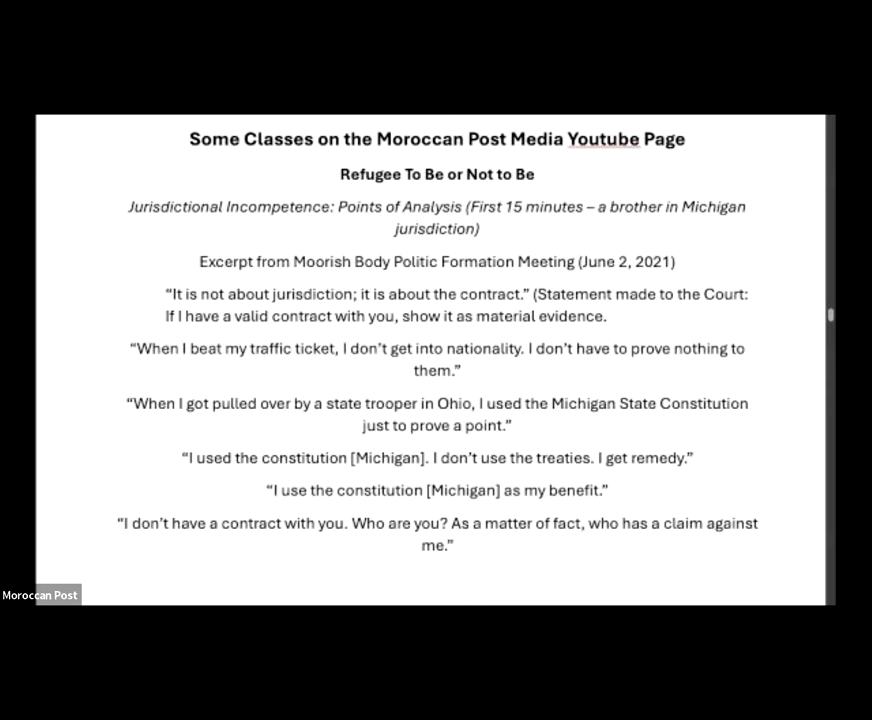 Some Classes on the Moroccan Post Media Youtube Page
Refugee To Be or Not to Be
Jurisdictional Incompetence: Points of Analysis (First 15 minutes – a brother in Michigan
jurisdiction)
Excerpt from Moorish Body Politic Formation Meeting (June 2, 2021)
“It is not about jurisdiction; it is about the contract.” (Statement made to the Court:
If I have a valid contract with you, show it as material evidence.
“When I beat my traffic ticket, I don’t get into nationality. I don’t have to prove nothing to
them.”
“When I got pulled over by a state trooper in Ohio, I used the Michigan State Constitution
just to prove a point.”
“I used the constitution [Michigan]. I don’t use the treaties. I get remedy.”
“I use the constitution [Michigan] as my benefit.”
“I don’t have a contract with you. Who are you? As a matter of fact, who has a claim against
me.”
Moroccan Post